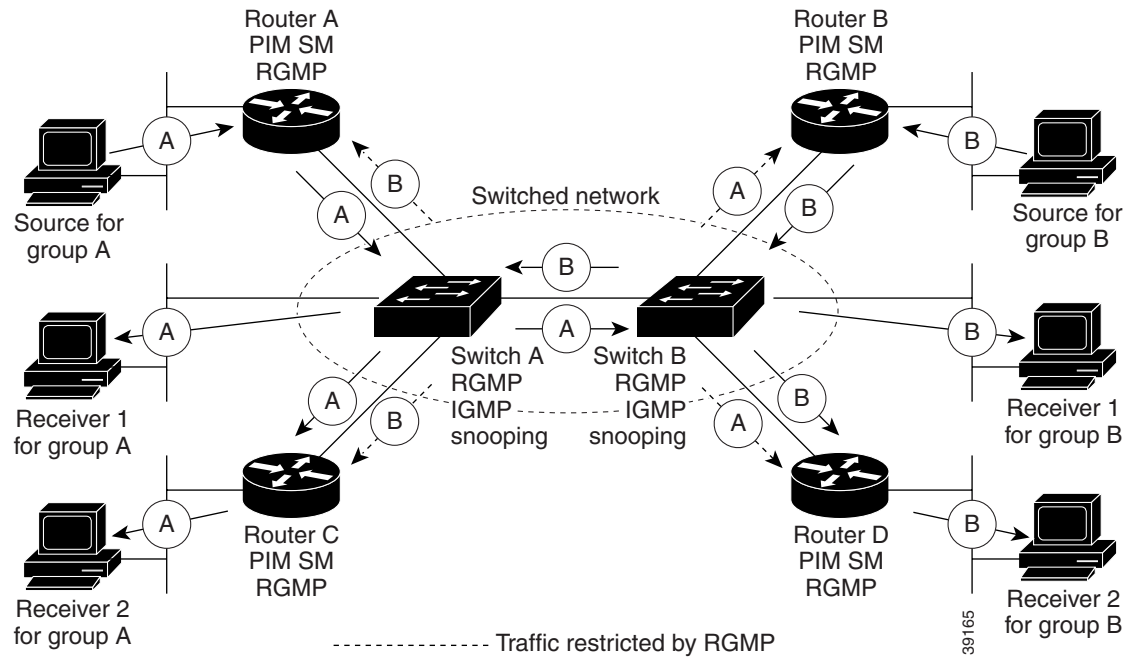 Router A
PIM SM
RGMP
Router B
PIM SM
RGMP
A
B
A
B
Switched network
A
B
A
B
Source for
group A
Source for
group B
B
A
A
B
Switch A
RGMP
IGMP
snooping
Switch B
RGMP
IGMP
snooping
Receiver 1
for group A
Receiver 1
for group B
A
B
A
B
A
B
Router C
PIM SM
RGMP
Router D
PIM SM
RGMP
Receiver 2
for group A
Receiver 2
for group B
Traffic restricted by RGMP
39165